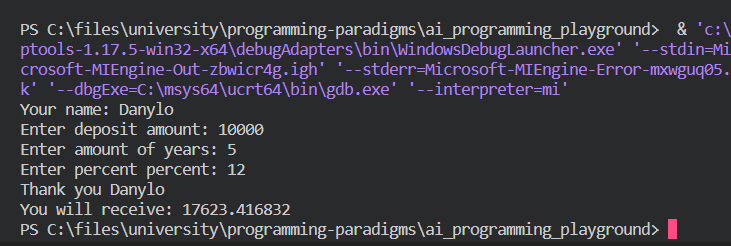 PS C:\files\university\programming-paradigms\ai_programming_playground>  & 'c:\
ptools-1.17.5-win32-x64\debugAdapters\bin\WindowsDebugLauncher.exe' '--stdin=Mi
crosoft-MIEngine-Out-zbwicr4g.igh' '--stderr=Microsoft-MIEngine-Error-mxwguq05.
k' '--dbgExe=C:\msys64\ucrt64\bin\gdb.exe' '--interpreter=mi'
Your name: Danylo
Enter deposit amount: 10000
Enter amount of years: 5
Enter percent percent: 12
Thank you Danylo
You will receive: 17623.416832
PS C:\files\university\programming-paradigms\ai_programming_playground>